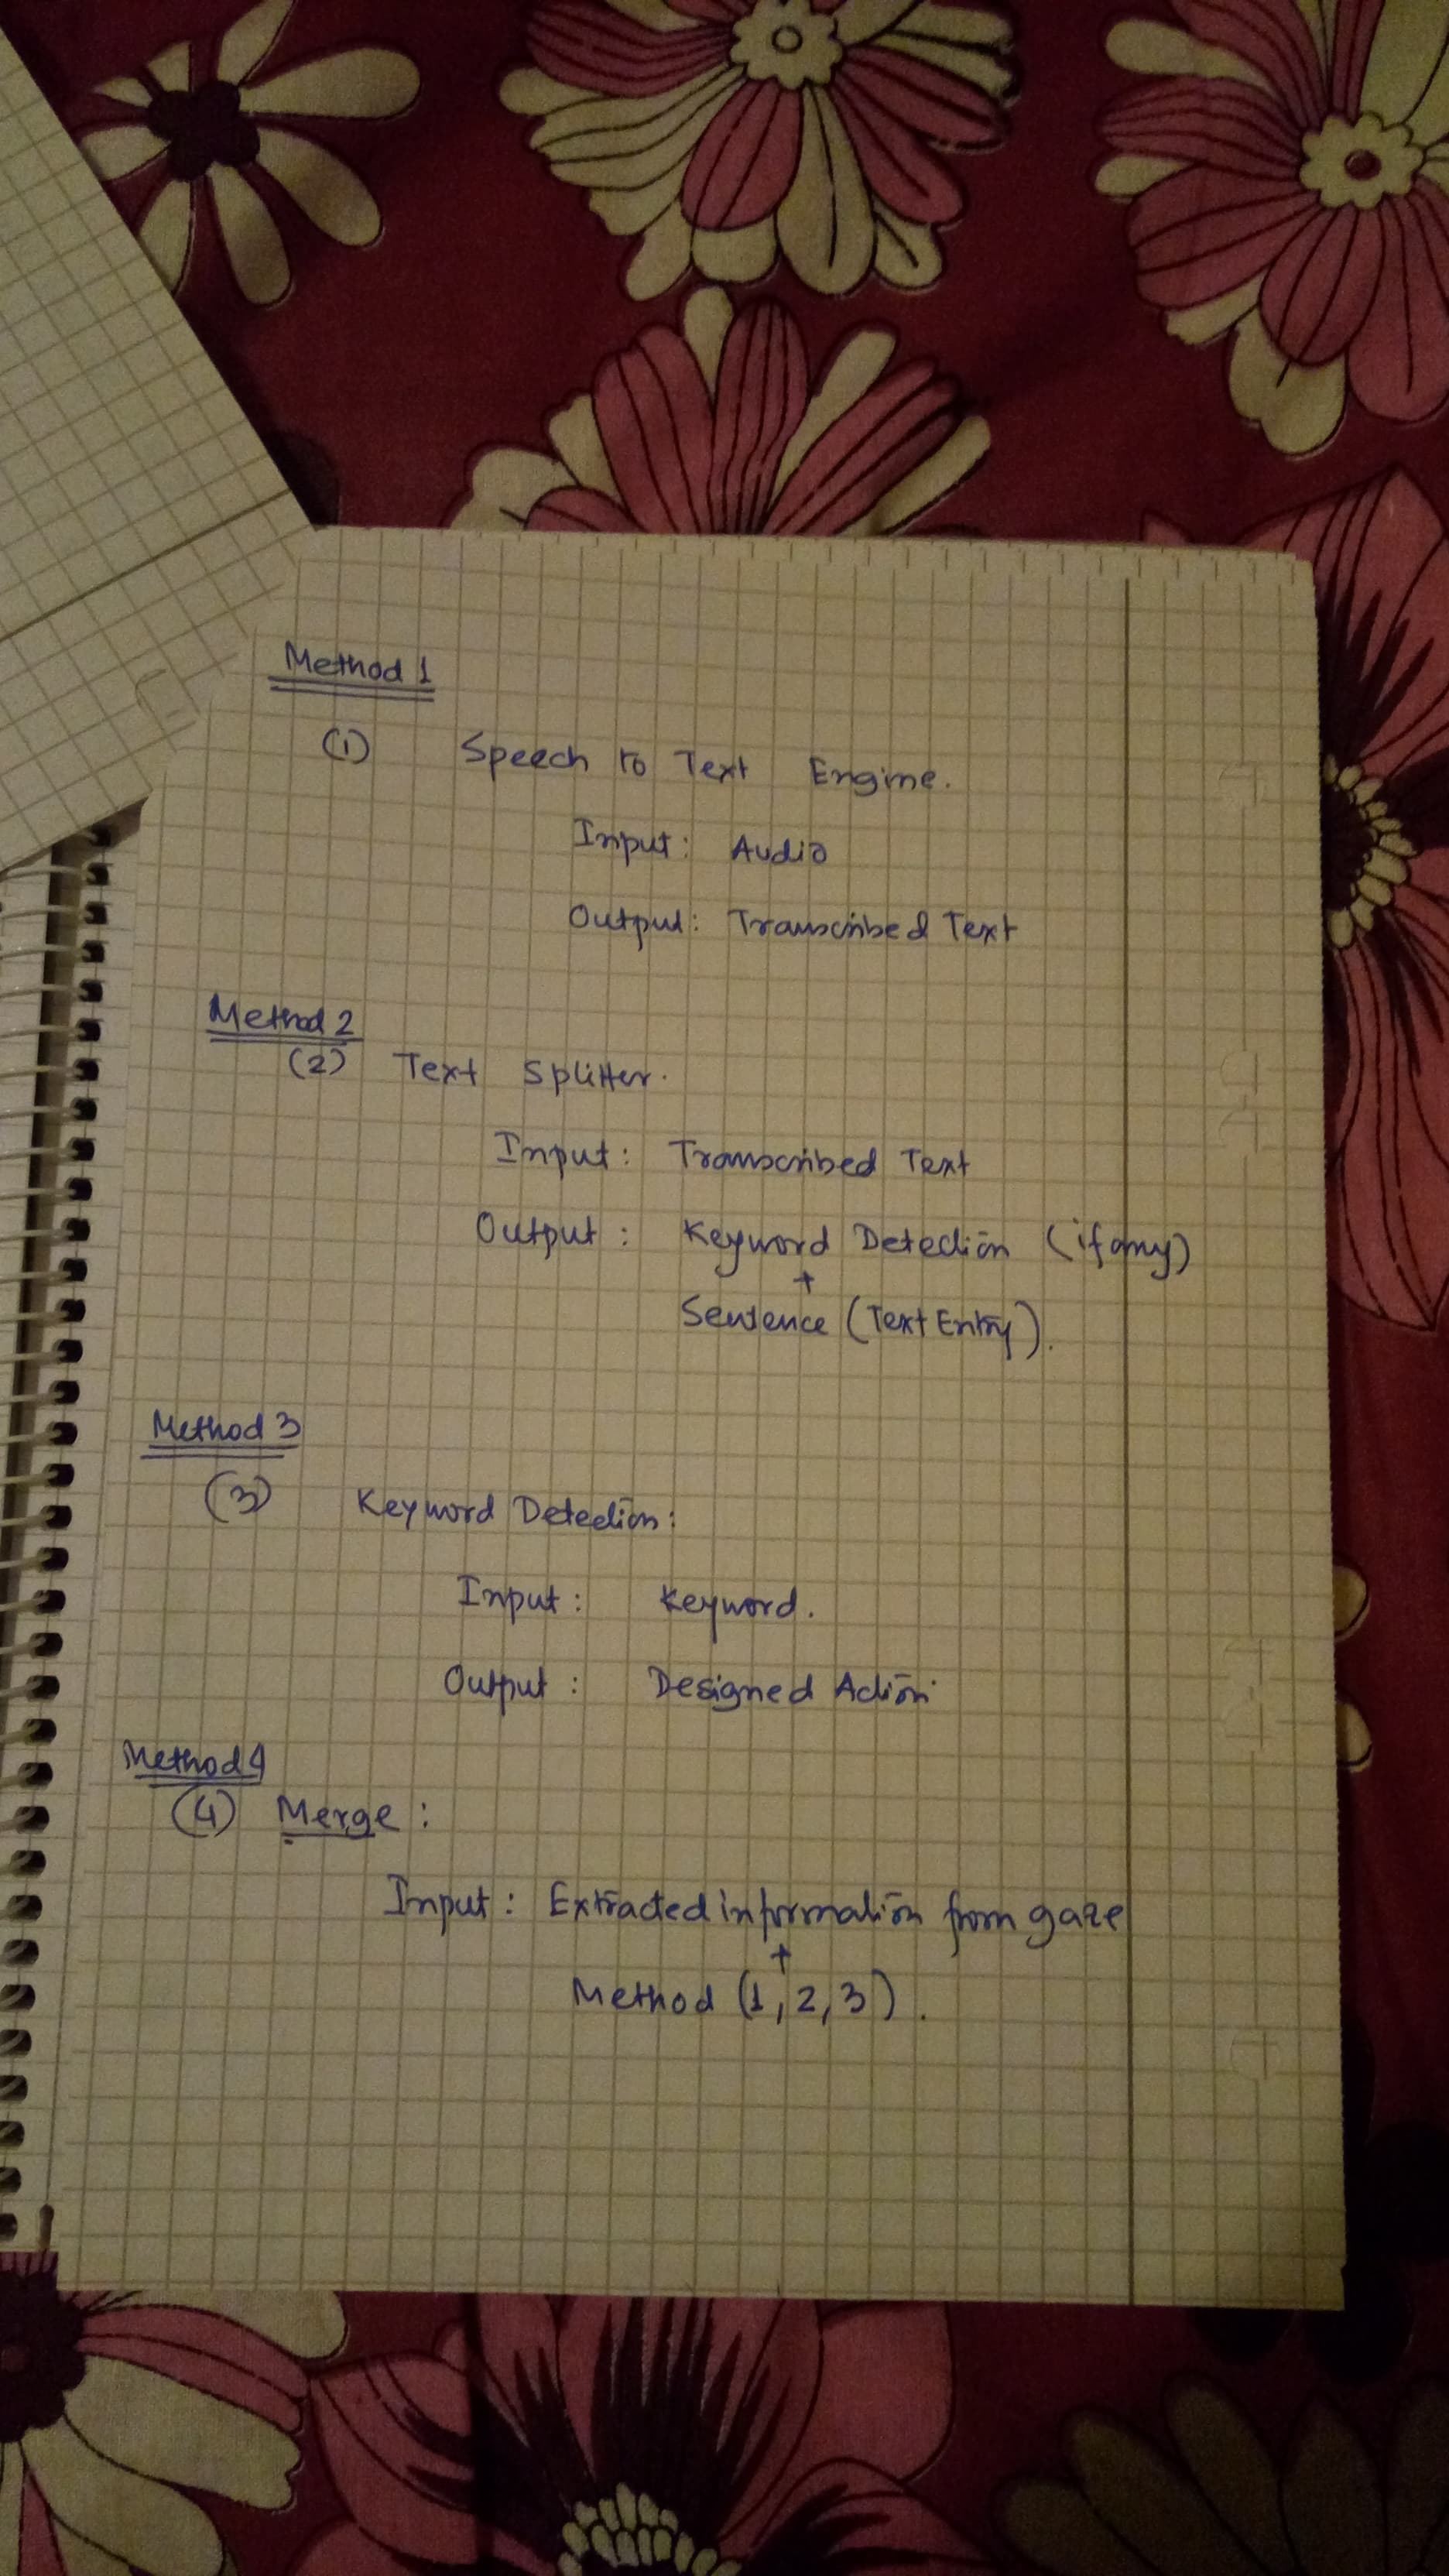 Method 1
(1) Speech to Text Engine.
Input: Audio
Output: Transcribed Text
Method 2
(2) Text Splitter.
Input: Transcribed Text
Output: Keyword Detection (if any)
+
Sentence (Text Entry).
Method 3
(3) Keyword Detection:
Input: Keyword.
Output: Designed Action
Method 4
(4) Merge:
Input: Extracted information from gaze
+
Method (1, 2, 3).